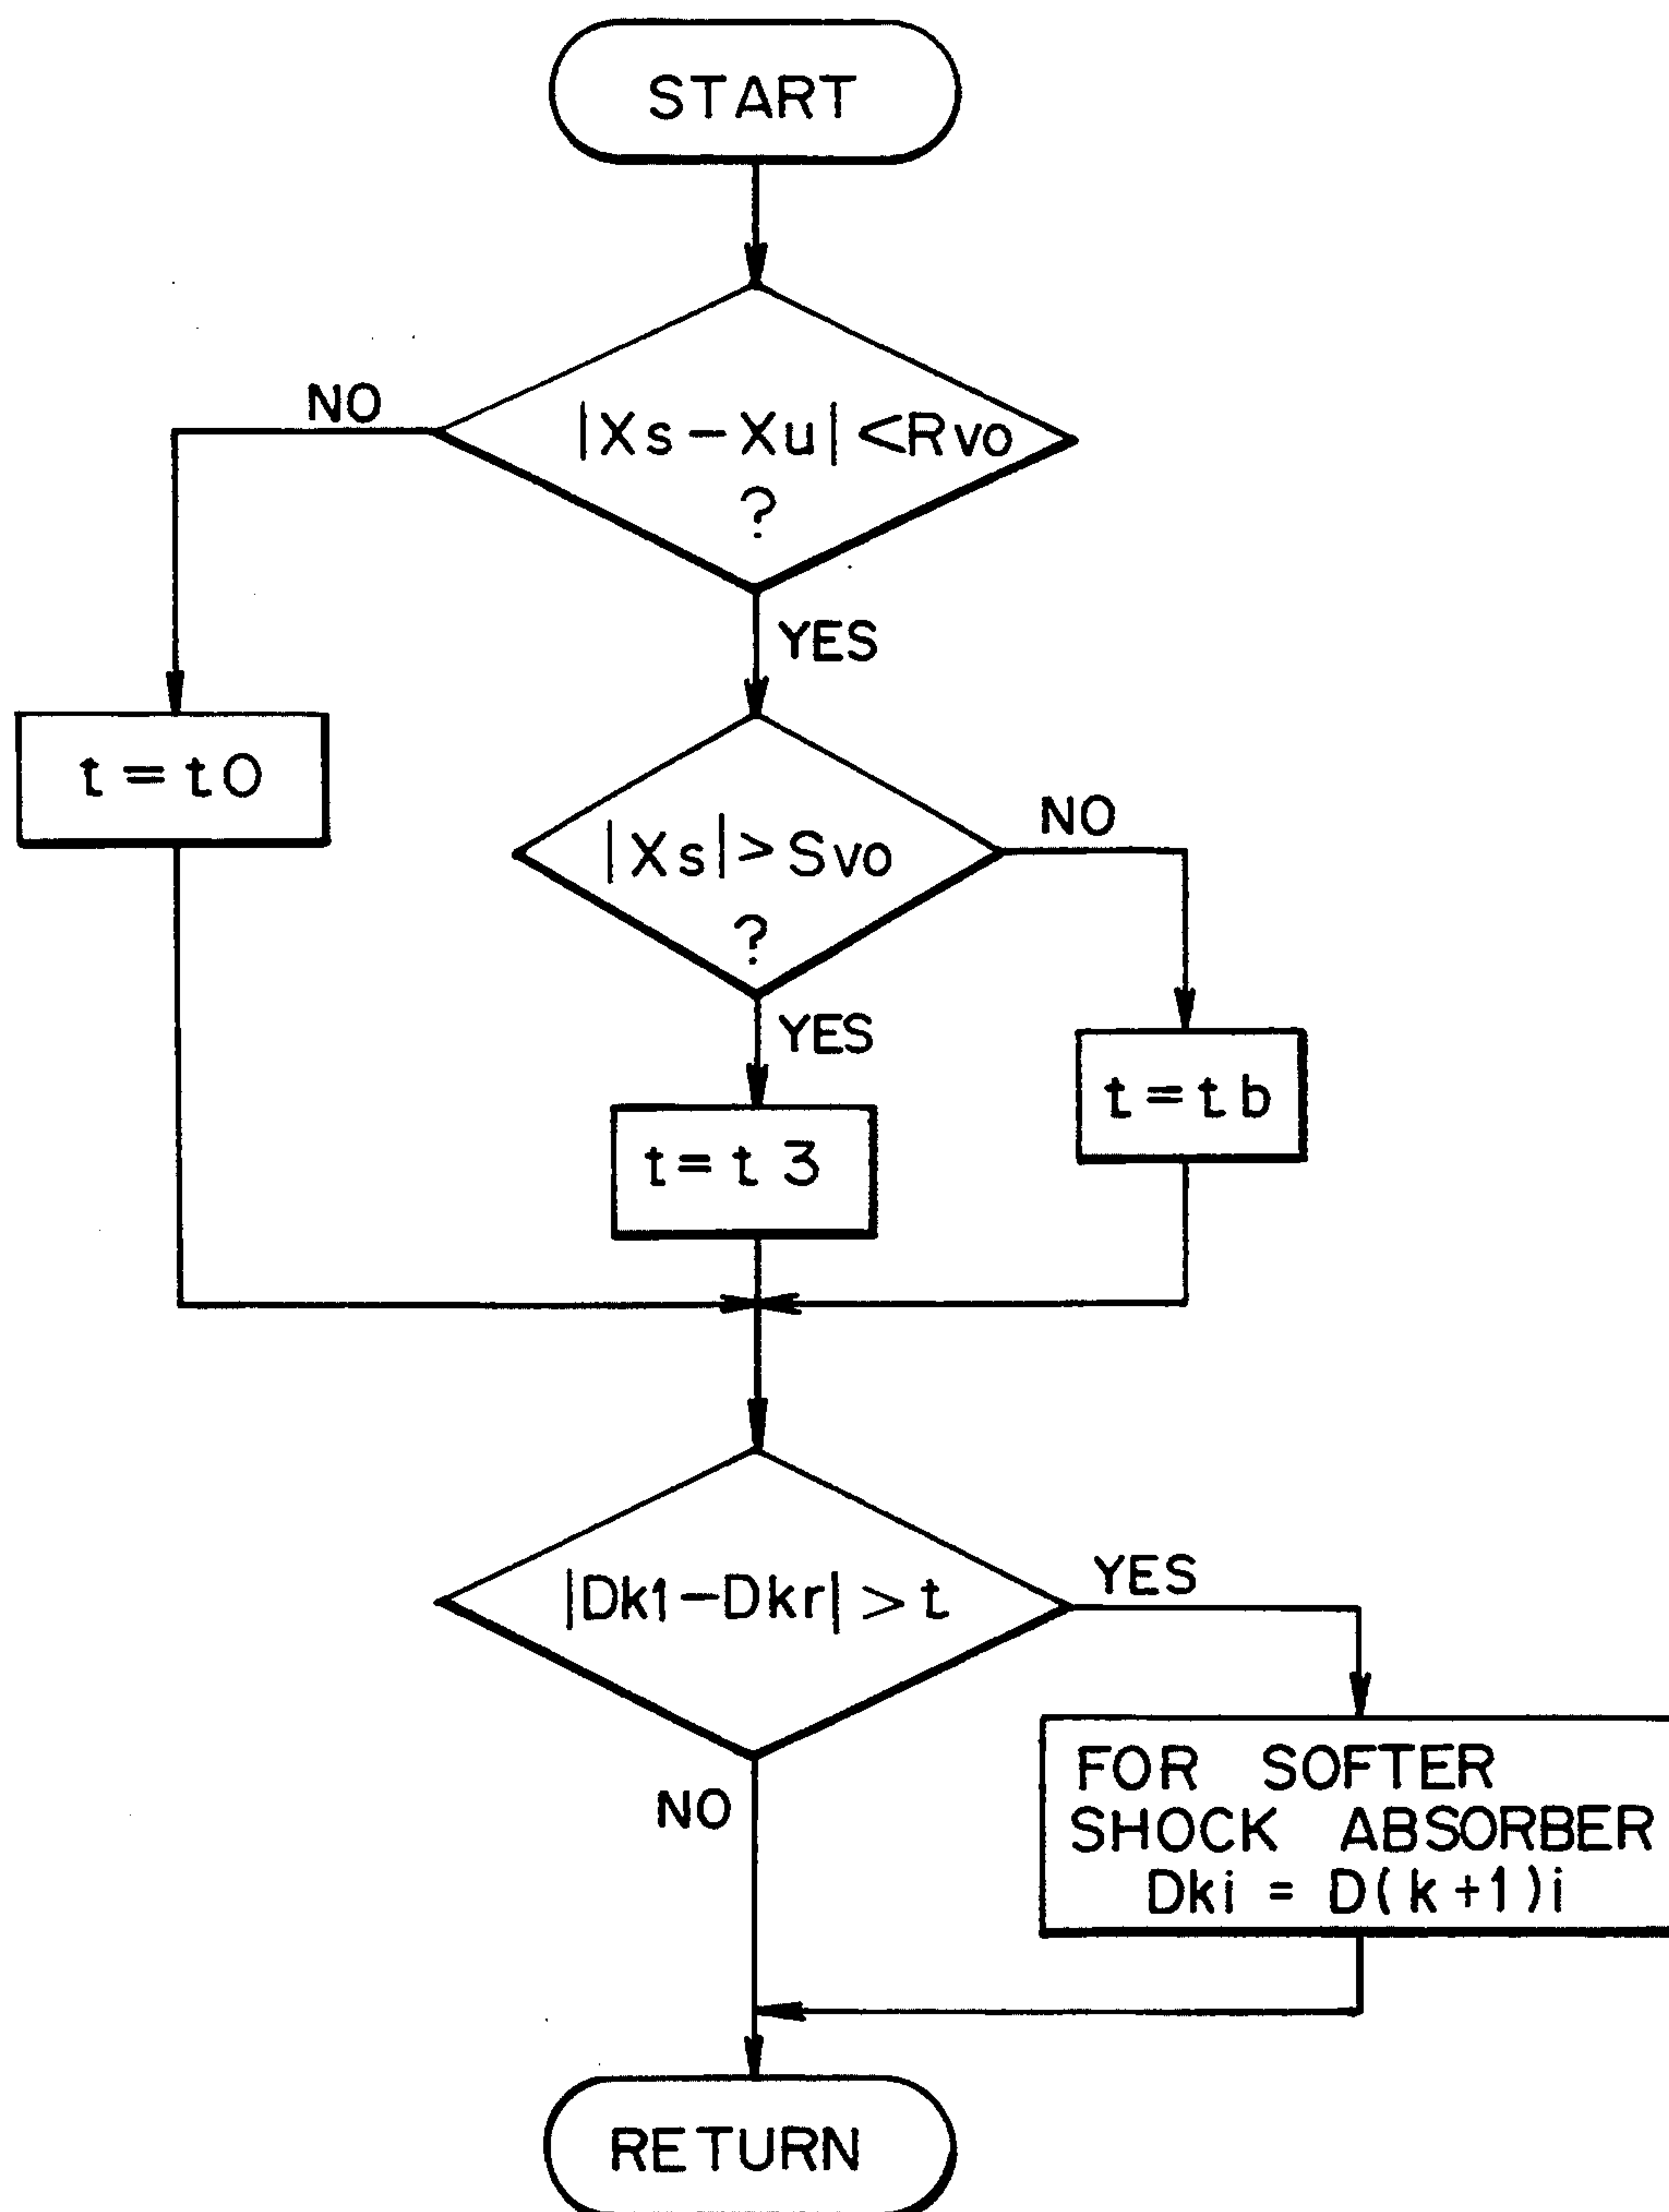 START
NO
|Xs-Xu|<Rvo
?
YES
t=t0
NO
|Xs|>Svo
?
YES
t=tb
t=t3
|Dk1-Dkr|>t
YES
NO
FOR SOFTER
SHOCK ABSORBER
Dki = D(k+1)i
RETURN